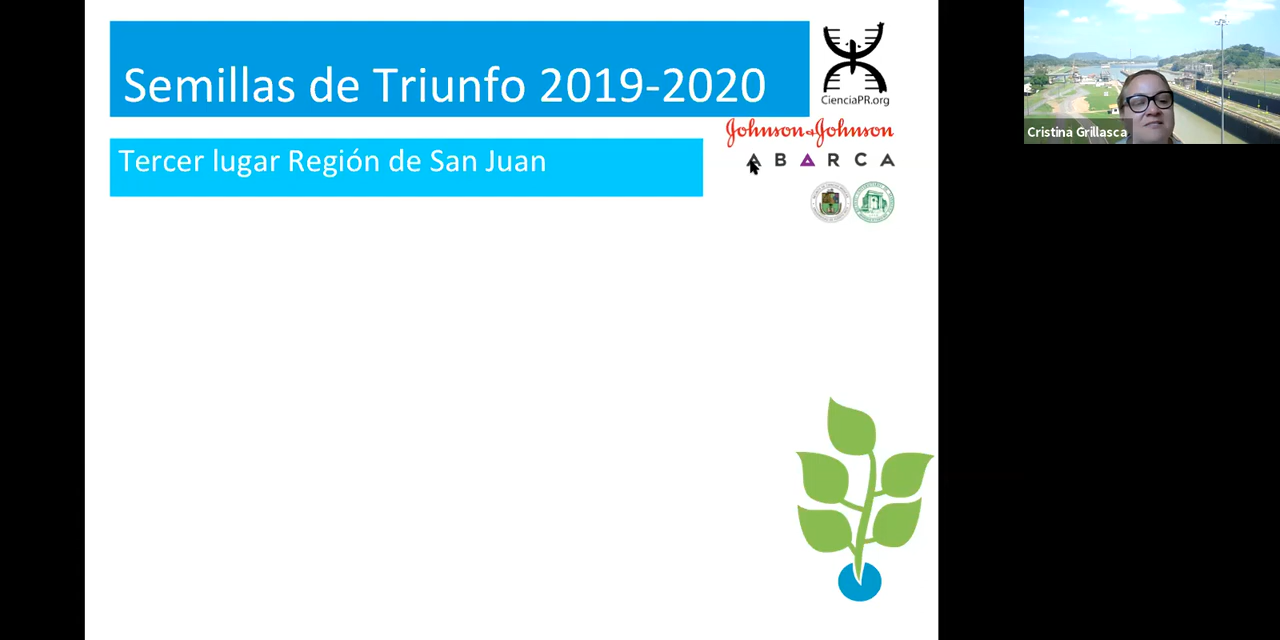 Semillas de Triunfo 2019-2020
CienciaPR.org
Johnson & Johnson
Tercer lugar Región de San Juan
ABARCA
Cristina Grillasca